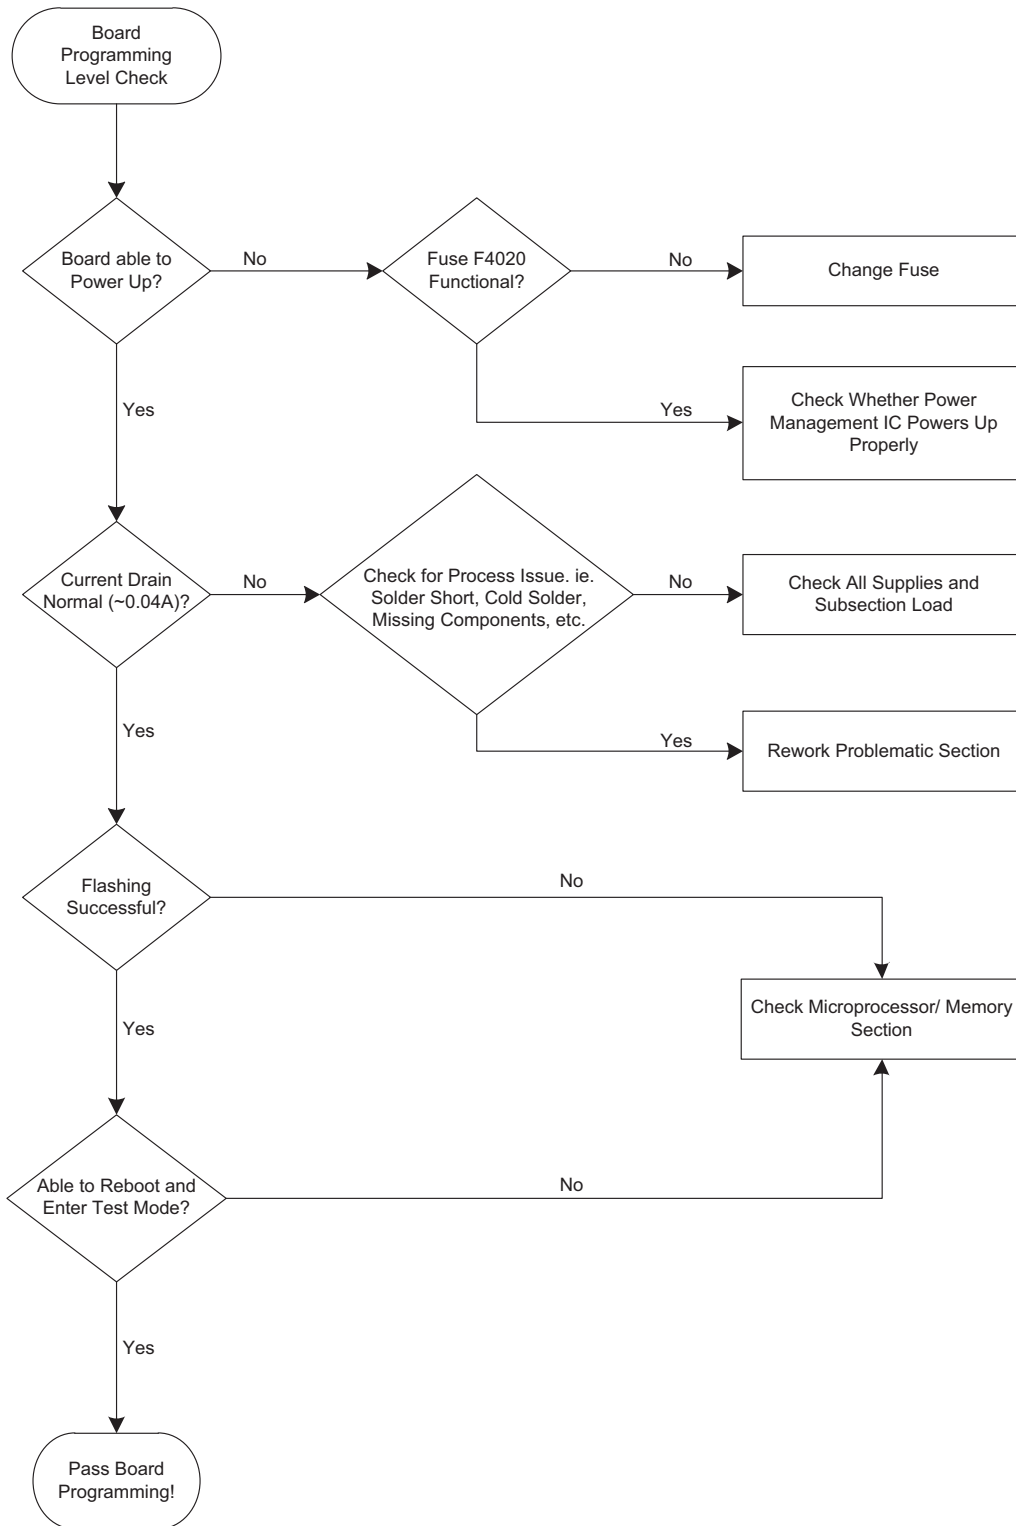 Board
Programming
Level Check
Board able to
Power Up?
No
Fuse F4020
Functional?
No
Change Fuse
Yes
Yes
Check Whether Power
Management IC Powers Up
Properly
Current Drain
Normal (~0.04A)?
No
Check for Process Issue. ie.
Solder Short, Cold Solder,
Missing Components, etc.
No
Check All Supplies and
Subsection Load
Yes
Yes
Rework Problematic Section
Flashing
Successful?
No
Check Microprocessor/ Memory
Section
Yes
Able to Reboot and
Enter Test Mode?
No
Yes
Pass Board
Programming!